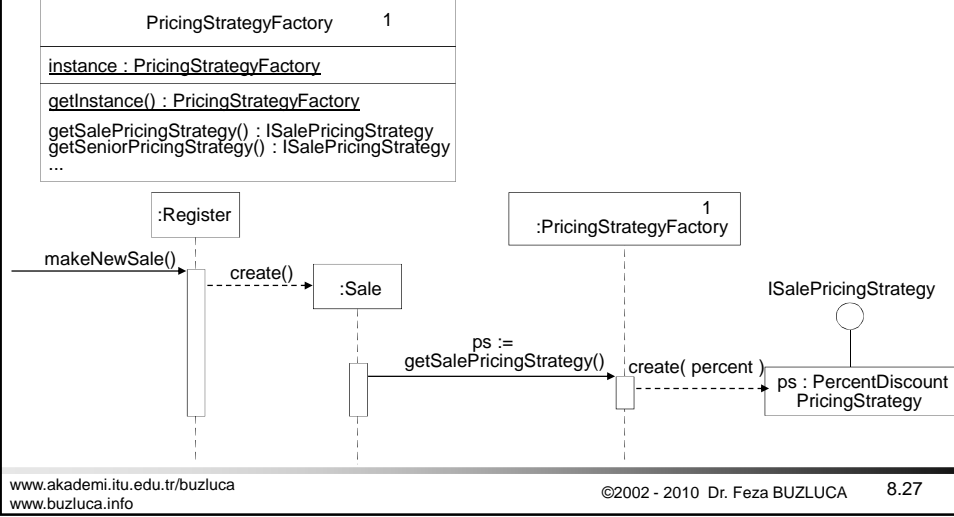 PricingStrategyFactory 1
instance : PricingStrategyFactory
getInstance() : PricingStrategyFactory
getSalePricingStrategy() : ISalePricingStrategy
getSeniorPricingStrategy() : ISalePricingStrategy
...
:Register
1
:PricingStrategyFactory
makeNewSale()
create()
:Sale
ISalePricingStrategy
ps :=
getSalePricingStrategy()
create( percent )
ps : PercentDiscount
PricingStrategy
www.akademi.itu.edu.tr/buzluca
www.buzluca.info
©2002 - 2010 Dr. Feza BUZLUCA 8.27